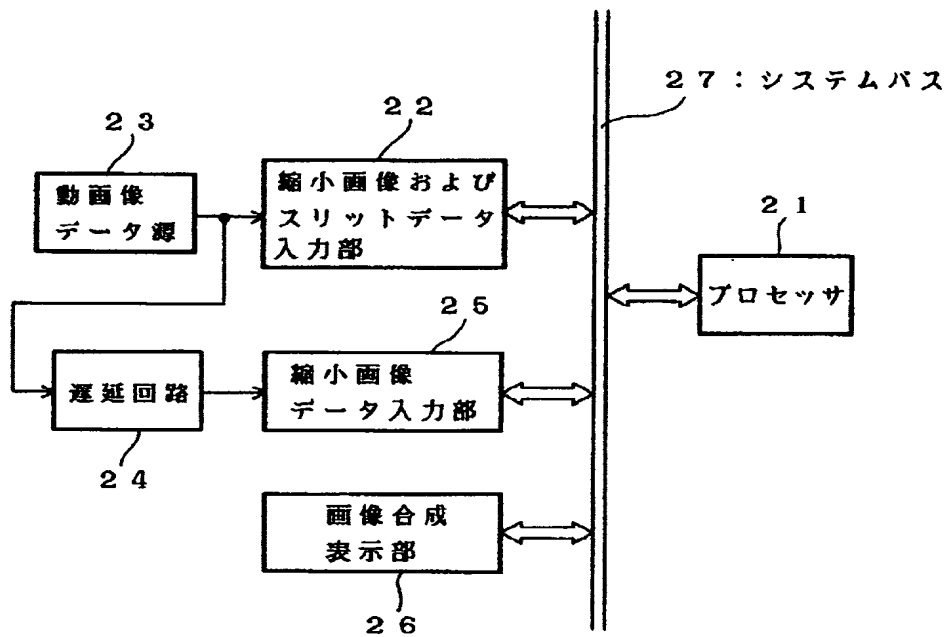 27：システムバス
23
動画像
データ源
22
縮小画像および
スリットデータ
入力部
21
プロセッサ
25
縮小画像
データ入力部
遅延回路
24
画像合成
表示部
26